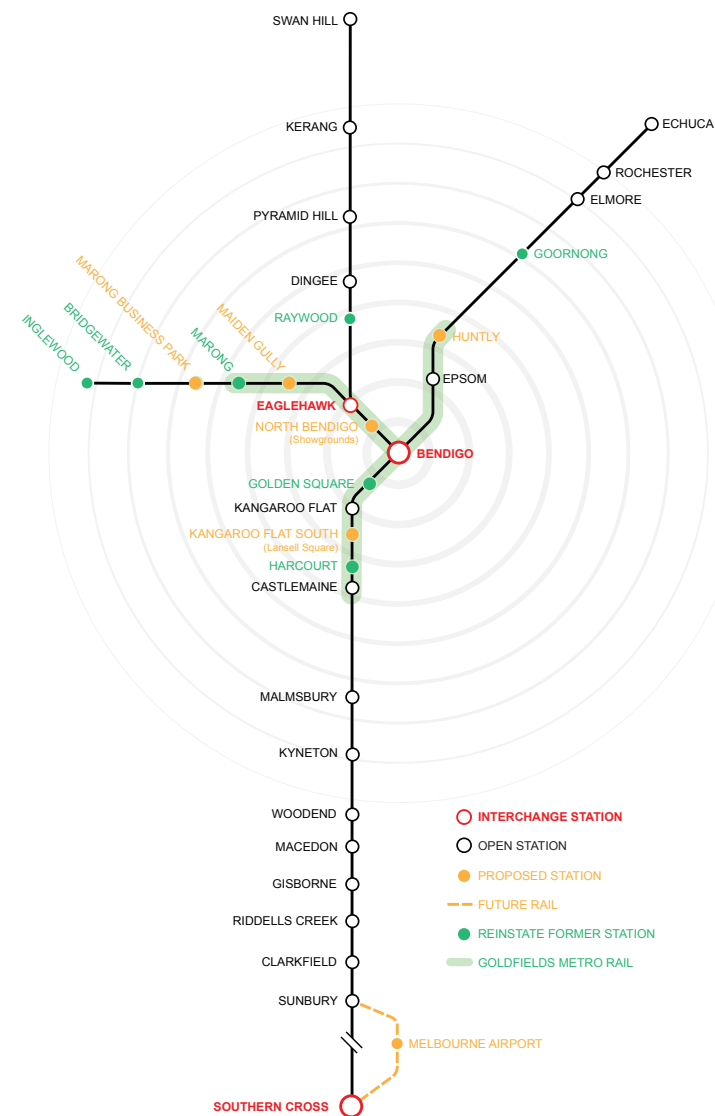 SWAN HILL
KERANG
ECHUCA
ROCHESTER
ELMORE
PYRAMID HILL
GOORNONG
DINGEE
RAYWOOD
HUNTLY
INGLEWOOD
BRIDGEWATER
MARONG BUSINESS PARK
MARONG
MAIDEN GULLY
EPSOM
EAGLEHAWK
NORTH BENDIGO
(Showgrounds)
BENDIGO
GOLDEN SQUARE
KANGAROO FLAT
KANGAROO FLAT SOUTH
(Lansell Square)
HARCOURT
CASTLEMAINE
MALMSBURY
KYNETON
WOODEND
MACEDON
GISBORNE
RIDDELLS CREEK
CLARKFIELD
SUNBURY
MELBOURNE AIRPORT
SOUTHERN CROSS
INTERCHANGE STATION
OPEN STATION
PROPOSED STATION
FUTURE RAIL
REINSTATE FORMER STATION
GOLDFIELDS METRO RAIL